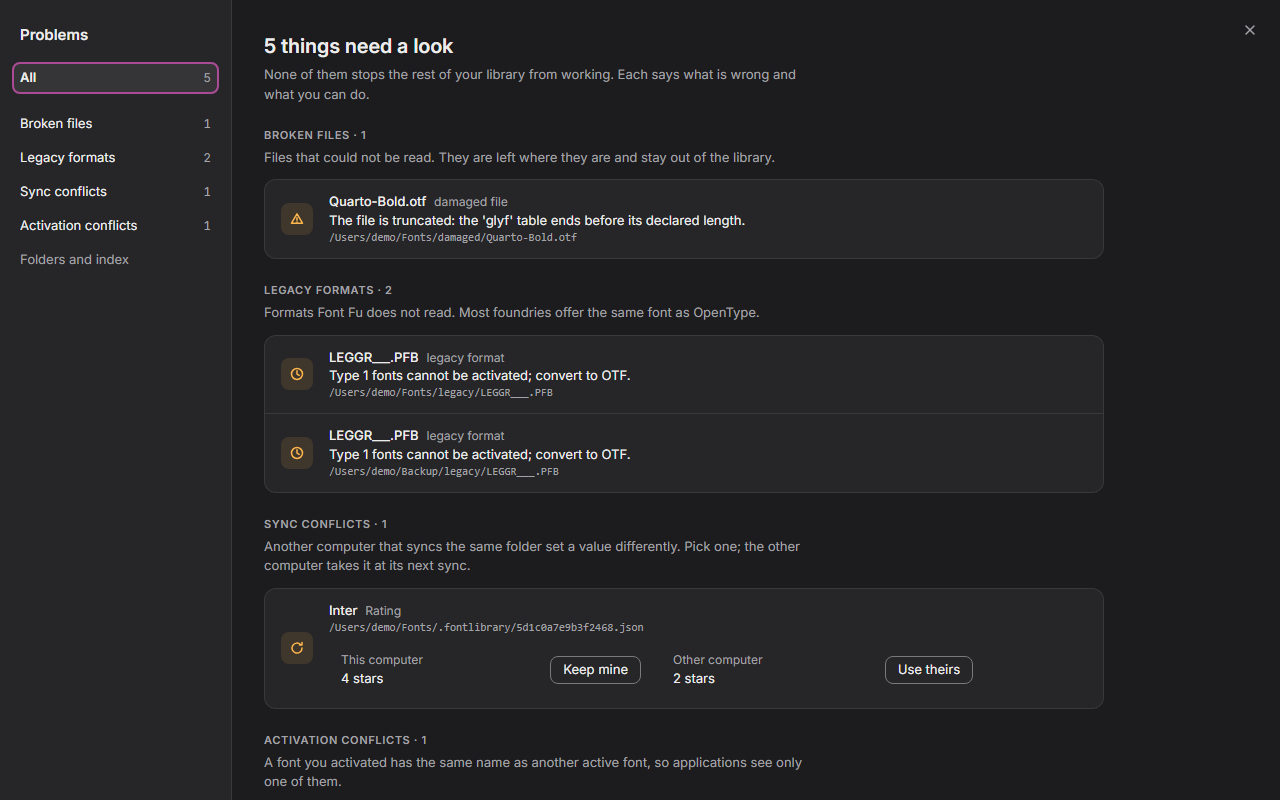 Problems
All 5
Broken files 1
Legacy formats 2
Sync conflicts 1
Activation conflicts 1
Folders and index
5 things need a look
None of them stops the rest of your library from working. Each says what is wrong and
what you can do.
BROKEN FILES · 1
Files that could not be read. They are left where they are and stay out of the library.
Quarto-Bold.otf damaged file
The file is truncated: the 'glyf' table ends before its declared length.
/Users/demo/Fonts/damaged/Quarto-Bold.otf
LEGACY FORMATS · 2
Formats Font Fu does not read. Most foundries offer the same font as OpenType.
LEGGR___.PFB legacy format
Type 1 fonts cannot be activated; convert to OTF.
/Users/demo/Fonts/legacy/LEGGR___.PFB
LEGGR___.PFB legacy format
Type 1 fonts cannot be activated; convert to OTF.
/Users/demo/Backup/legacy/LEGGR___.PFB
SYNC CONFLICTS · 1
Another computer that syncs the same folder set a value differently. Pick one; the other
computer takes it at its next sync.
Inter Rating
/Users/demo/Fonts/.fontlibrary/5d1c0a7e9b3f2468.json
This computer
4 stars
Keep mine
Other computer
2 stars
Use theirs
ACTIVATION CONFLICTS · 1
A font you activated has the same name as another active font, so applications see only
one of them.